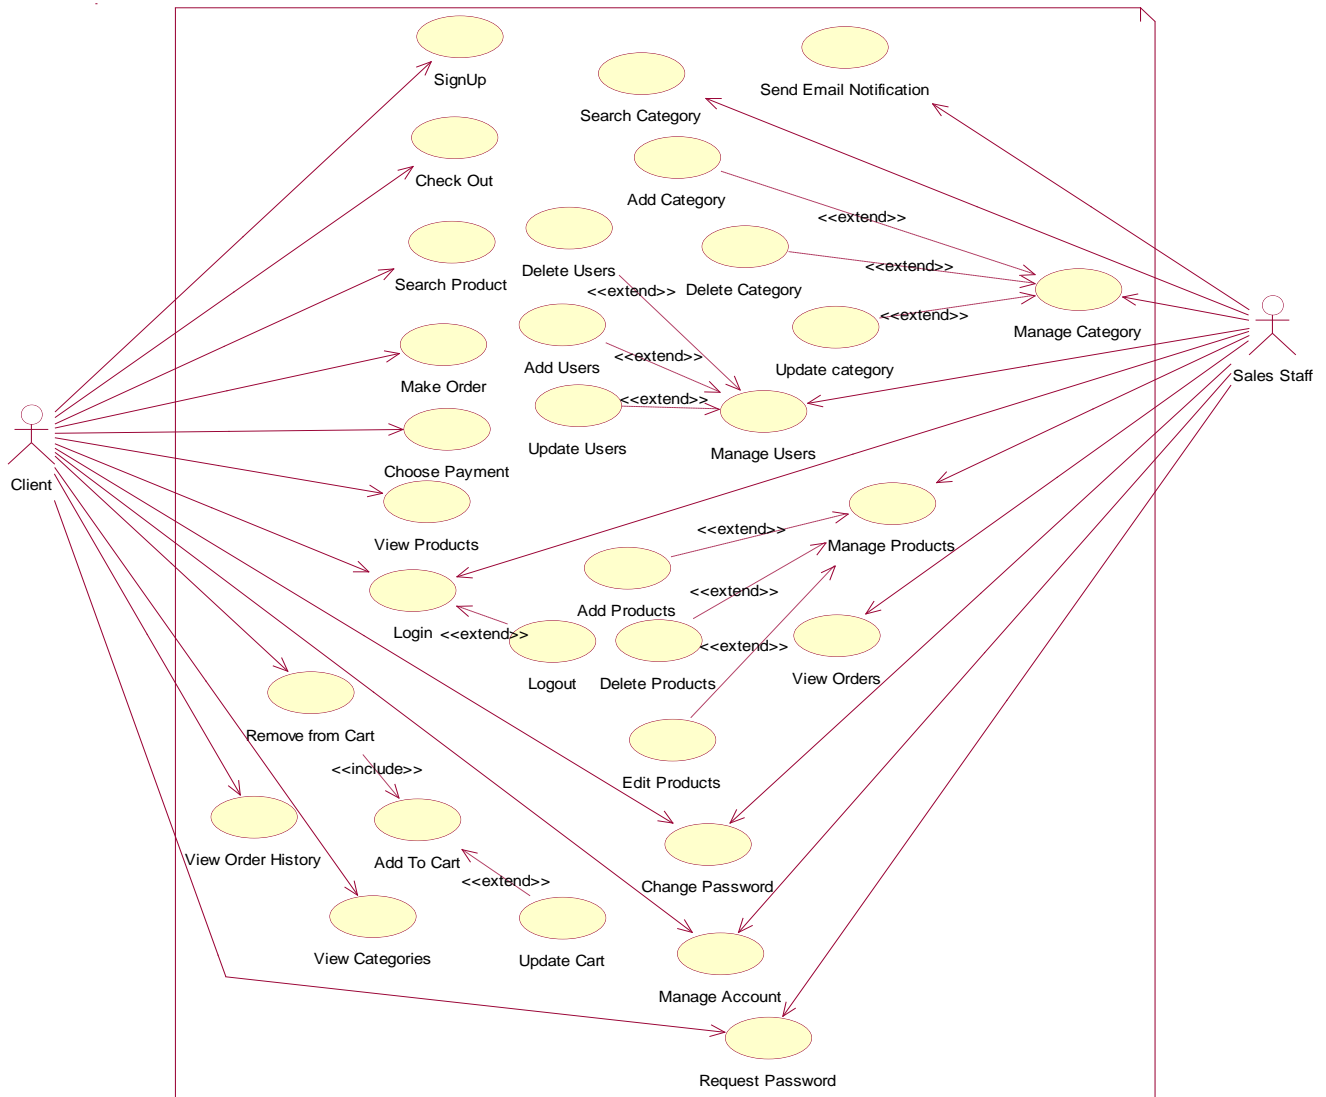 SignUp
Send Email Notification
Search Category
Check Out
Add Category
<<extend>>
Delete Users
<<extend>>
Search Product
Delete Category
<<extend>>
<<extend>>
Manage Category
Add Users
<<extend>>
Update category
Sales Staff
Make Order
<<extend>>
Update Users
Manage Users
Choose Payment
Client
View Products
<<extend>>
Manage Products
<<extend>>
Add Products
Login
<<extend>>
<<extend>>
Logout
Delete Products
View Orders
Remove from Cart
<<include>>
Edit Products
View Order History
Add To Cart
<<extend>>
Change Password
View Categories
Update Cart
Manage Account
Request Password